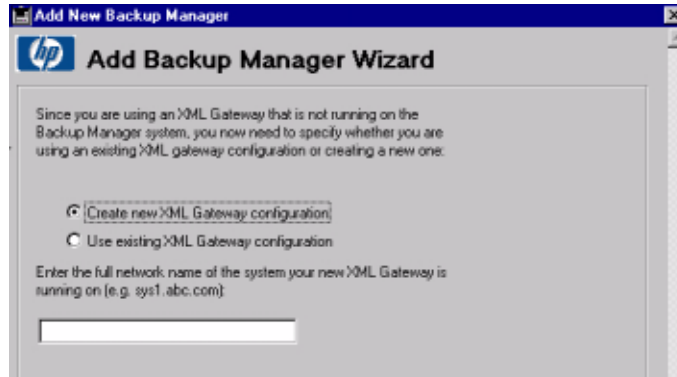 Add New Backup Manager
hp
Add Backup Manager Wizard
Since you are using an XML Gateway that is not running on the
Backup Manager system, you now need to specify whether you are
using an existing XML gateway configuration or creating a new one:
Create new XML Gateway configuration
Use existing XML Gateway configuration
Enter the full network name of the system your new XML Gateway is
running on (e.g. sys1.abc.com):